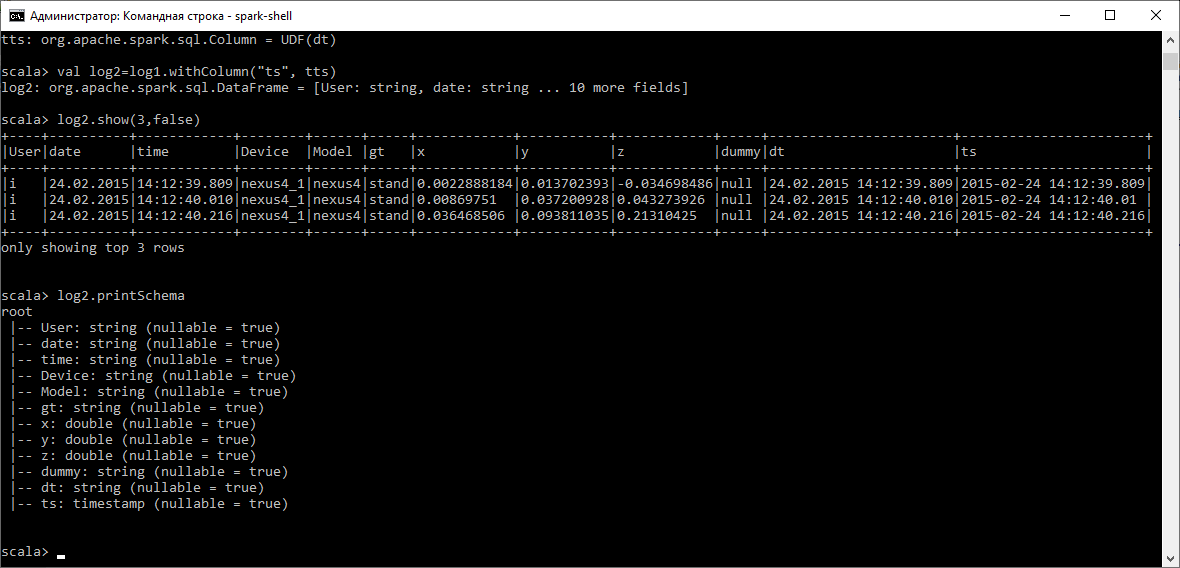 Администратор: Командная строка - spark-shell
tts: org.apache.spark.sql.Column = UDF(dt)
scala> val log2=log1.withColumn("ts", tts)
log2: org.apache.spark.sql.DataFrame = [User: string, date: string ... 10 more fields]
scala> log2.show(3,false)
+----+----------+------------+--------+------+-----+------------+-----------+------------+-----+-----------------------+-----------------------+
|User|date      |time        |Device  |Model |gt   |x           |y          |z           |dummy|dt                     |ts                     |
+----+----------+------------+--------+------+-----+------------+-----------+------------+-----+-----------------------+-----------------------+
|i   |24.02.2015|14:12:39.809|nexus4_1|nexus4|stand|0.0022888184|0.013702393|-0.034698486|null |24.02.2015 14:12:39.809|2015-02-24 14:12:39.809|
|i   |24.02.2015|14:12:40.010|nexus4_1|nexus4|stand|0.00869751  |0.037200928|0.043273926 |null |24.02.2015 14:12:40.010|2015-02-24 14:12:40.01 |
|i   |24.02.2015|14:12:40.216|nexus4_1|nexus4|stand|0.036468506 |0.093811035|0.21310425  |null |24.02.2015 14:12:40.216|2015-02-24 14:12:40.216|
+----+----------+------------+--------+------+-----+------------+-----------+------------+-----+-----------------------+-----------------------+
only showing top 3 rows
scala> log2.printSchema
root
 |-- User: string (nullable = true)
 |-- date: string (nullable = true)
 |-- time: string (nullable = true)
 |-- Device: string (nullable = true)
 |-- Model: string (nullable = true)
 |-- gt: string (nullable = true)
 |-- x: double (nullable = true)
 |-- y: double (nullable = true)
 |-- z: double (nullable = true)
 |-- dummy: string (nullable = true)
 |-- dt: string (nullable = true)
 |-- ts: timestamp (nullable = true)
scala>